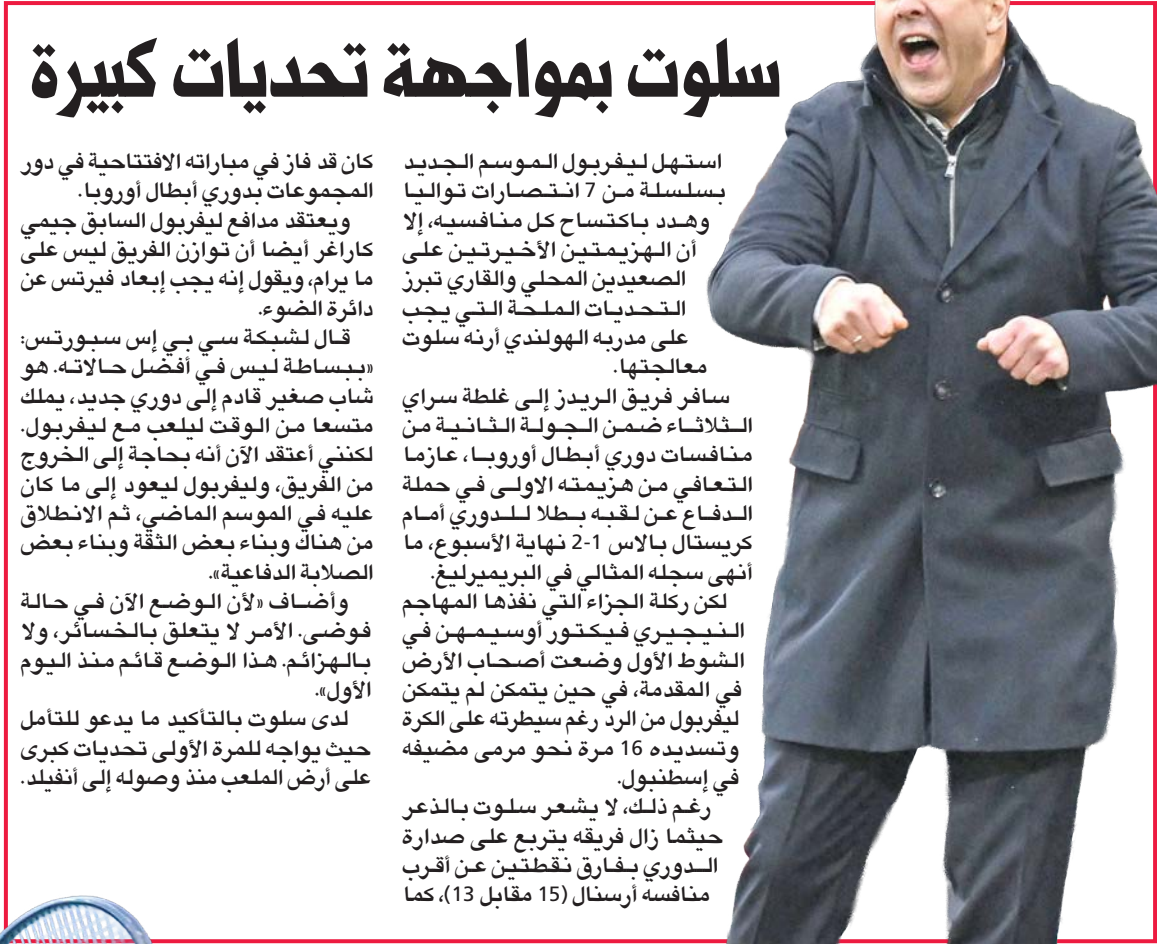 سلوت بمواجهة تحديات كبيرة
استهل ليفربول الموسم الجديد
بسلسلة من 7 انتصارات تواليا
وهدد باكتساح كل منافسيه، إلا
أن الهزيمتين الأخيرتين على
الصعيدين المحلي والقاري تبرز
التحديات الملحة التي يجب
على مدربه الهولندي أرنه سلوت
معالجتها.
سافر فريق الريدز إلى غلطة سراي
الثلاثاء ضمن الجولة الثانية من
منافسات دوري أبطال أوروبا، عازما
التعافي من هزيمته الاولى في حملة
الدفاع عن لقبه بطلا للدوري أمام
كريستال بالاس 1-2 نهاية الأسبوع، ما
أنهى سجله المثالي في البريميرليغ.
لكن ركلة الجزاء التي نفذها المهاجم
النيجيري فيكتور أوسيمهن في
الشوط الأول وضعت أصحاب الأرض
في المقدمة، في حين يتمكن لم يتمكن
ليفربول من الرد رغم سيطرته على الكرة
وتسديده 16 مرة نحو مرمى مضيفه
في إسطنبول.
رغم ذلك، لا يشعر سلوت بالذعر
حيثما زال فريقه يتربع على صدارة
الدوري بفارق نقطتين عن أقرب
منافسه أرسنال (15 مقابل 13)، كما
كان قد فاز في مباراته الافتتاحية في دور
المجموعات بدوري أبطال أوروبا.
ويعتقد مدافع ليفربول السابق جيمي
كاراغر أيضا أن توازن الفريق ليس على
ما يرام، ويقول إنه يجب إبعاد فيرتس عن
دائرة الضوء.
قال لشبكة سي بي إس سبورتس:
«ببساطة ليس في أفضل حالاته. هو
شاب صغير قادم إلى دوري جديد، يملك
متسعا من الوقت ليلعب مع ليفربول.
لكنني أعتقد الآن أنه بحاجة إلى الخروج
من الفريق، وليفربول ليعود إلى ما كان
عليه في الموسم الماضي، ثم الانطلاق
من هناك وبناء بعض الثقة وبناء بعض
الصلابة الدفاعية».
وأضاف «لأن الوضع الآن في حالة
فوضى. الأمر لا يتعلق بالخسائر، ولا
بالهزائم. هذا الوضع قائم منذ اليوم
الأول».
لدى سلوت بالتأكيد ما يدعو للتأمل
حيث يواجه للمرة الأولى تحديات كبرى
على أرض الملعب منذ وصوله إلى أنفيلد.